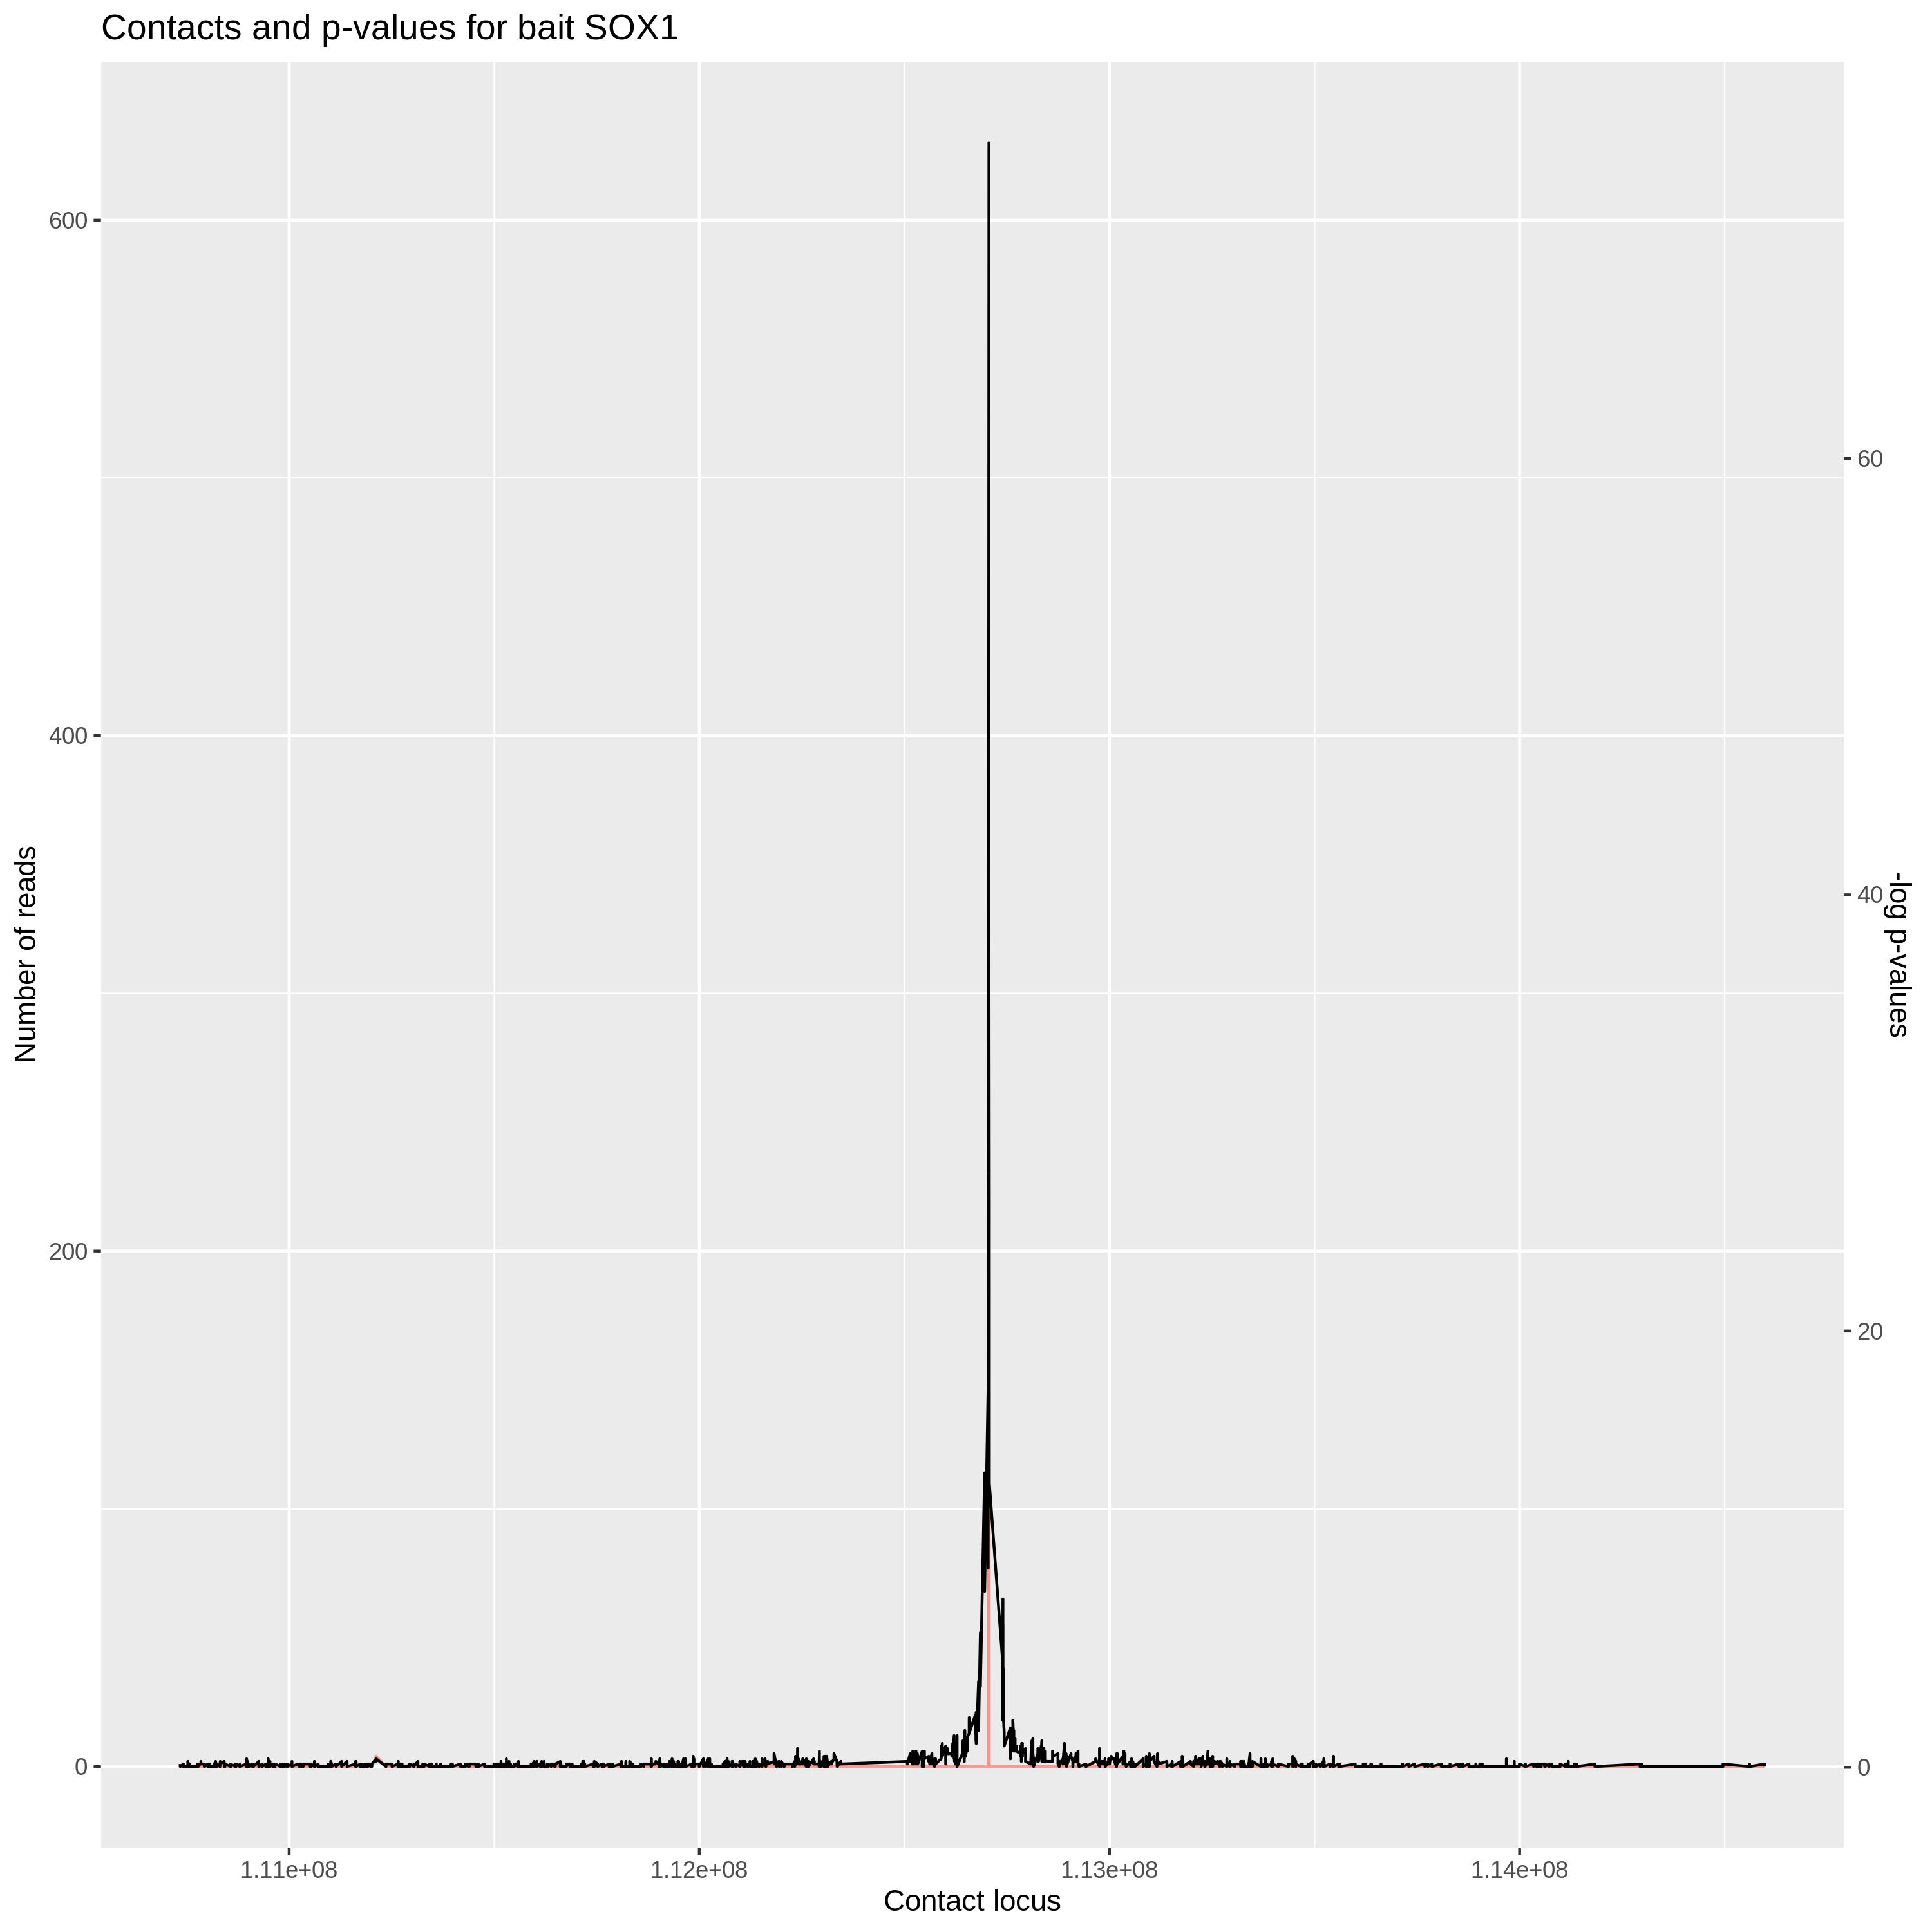 Contacts and p-values for bait SOX1
600
400
200
0
Number of reads
60
40
20
0
-log p-values
1.11e+08
1.12e+08
1.13e+08
1.14e+08
Contact locus